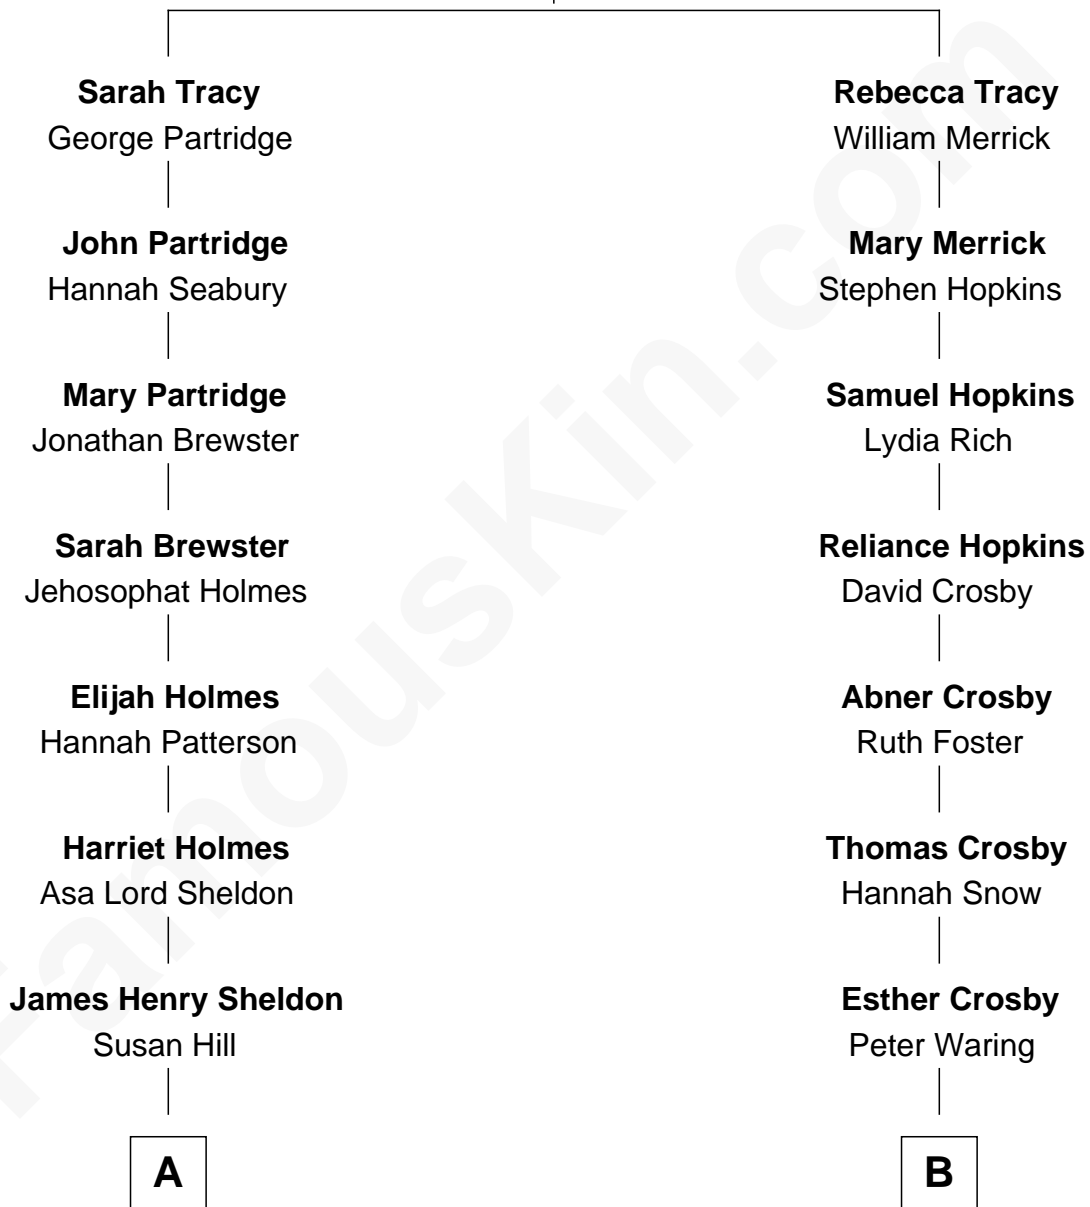 Sarah Tracy
George Partridge
John Partridge
Hannah Seabury
Mary Partridge
Jonathan Brewster
Sarah Brewster
Jehosophat Holmes
Elijah Holmes
Hannah Patterson
Harriet Holmes
Asa Lord Sheldon
James Henry Sheldon
Susan Hill
A
Rebecca Tracy
William Merrick
Mary Merrick
Stephen Hopkins
Samuel Hopkins
Lydia Rich
Reliance Hopkins
David Crosby
Abner Crosby
Ruth Foster
Thomas Crosby
Hannah Snow
Esther Crosby
Peter Waring
B
FamousKin.com